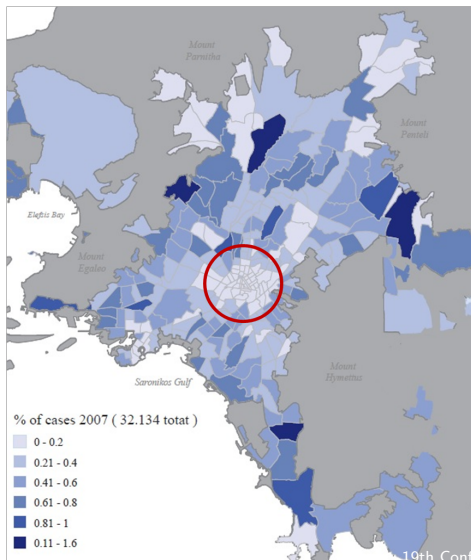 Mount
Parnitha
Mount
Penteli
Elefsis Bay
Mount
Egaleo
Mount
Hymettus
Saronikos Gulf
% of cases 2007 ( 32.134 totat )
0 - 0.2
0.21 - 0.4
0.41 - 0.6
0.61 - 0.8
0.81 - 1
0.11 - 1.6
19th Conf